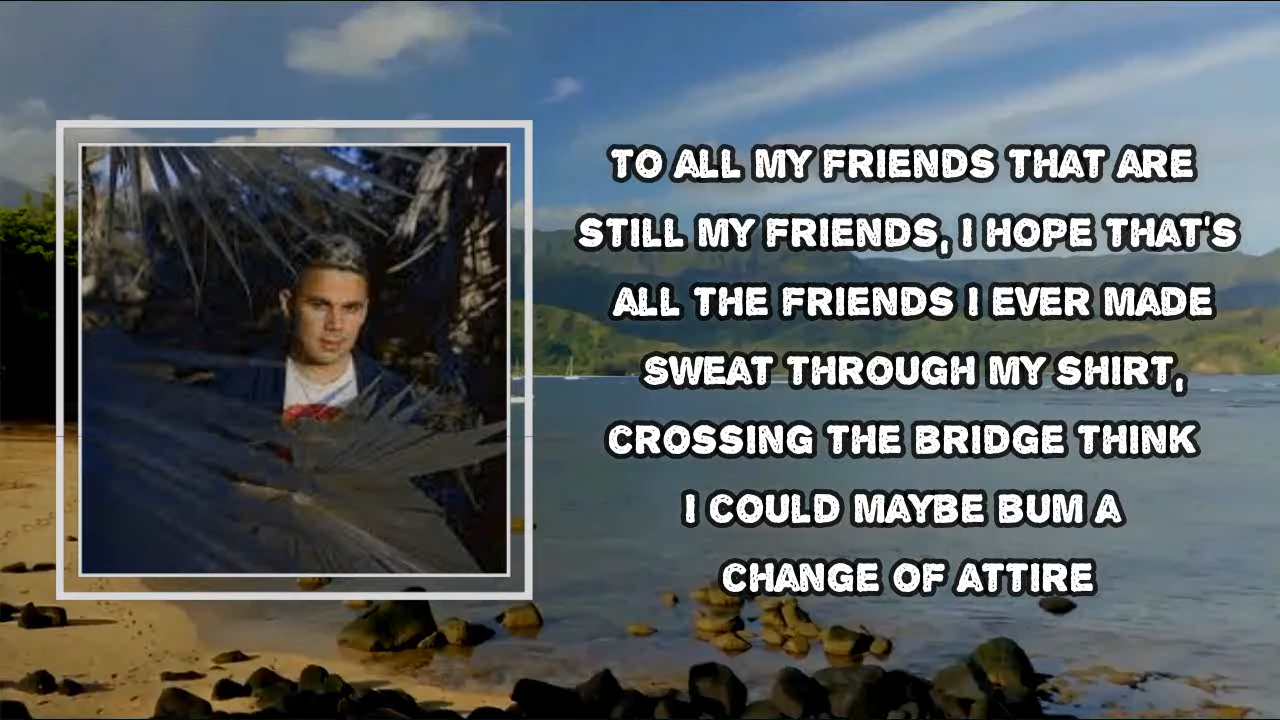 TO ALL MY FRIENDS THAT ARE
STILL MY FRIENDS, I HOPE THAT'S
ALL THE FRIENDS I EVER MADE
SWEAT THROUGH MY SHIRT,
CROSSING THE BRIDGE THINK
I COULD MAYBE BUM A
CHANGE OF ATTIRE